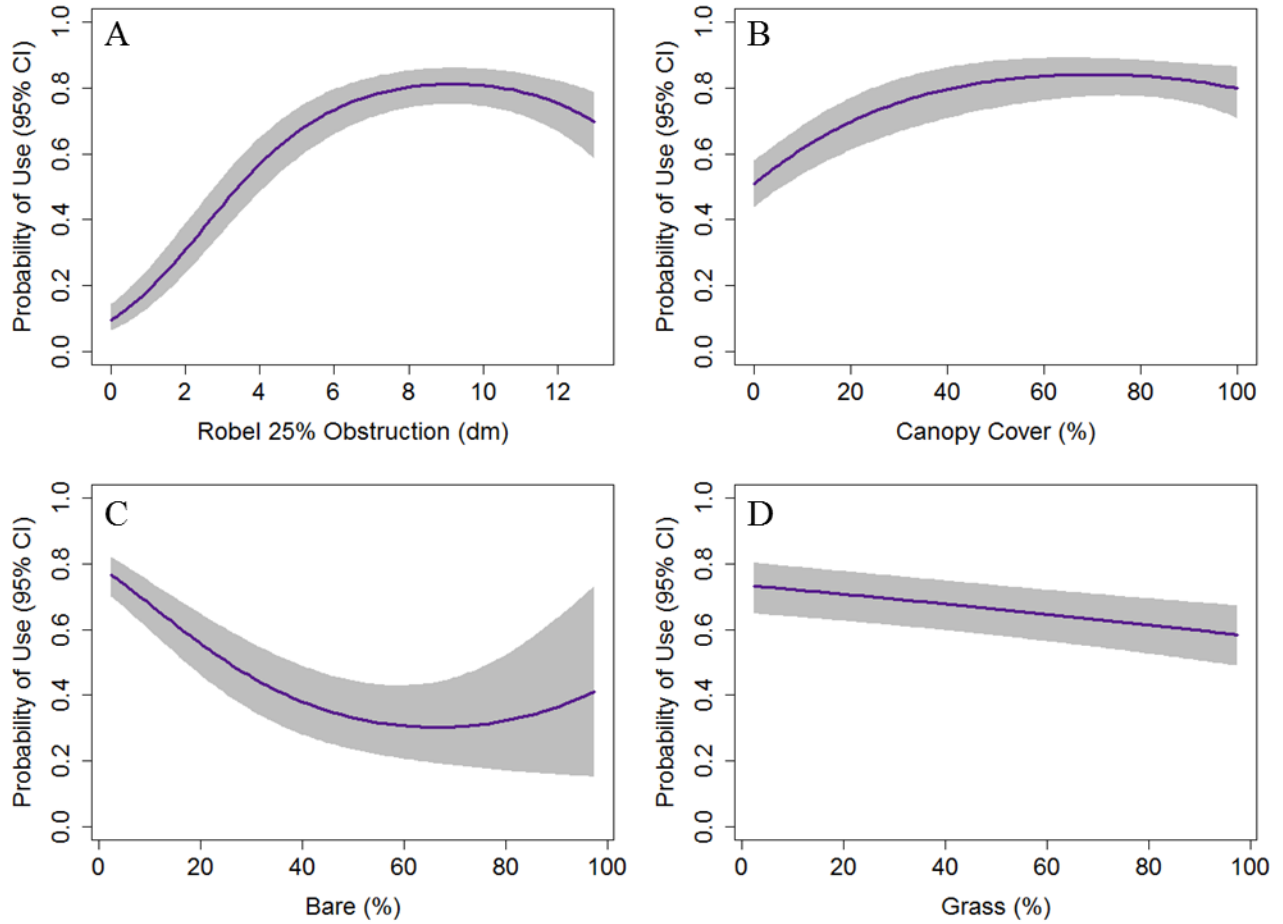 A
Probability of Use (95% CI)
0.0 0.2 0.4 0.6 0.8 1.0
0 2 4 6 8 10 12
Robel 25% Obstruction (dm)
B
Probability of Use (95% CI)
0.0 0.2 0.4 0.6 0.8 1.0
0 20 40 60 80 100
Canopy Cover (%)
C
Probability of Use (95% CI)
0.0 0.2 0.4 0.6 0.8 1.0
0 20 40 60 80 100
Bare (%)
D
Probability of Use (95% CI)
0.0 0.2 0.4 0.6 0.8 1.0
0 20 40 60 80 100
Grass (%)